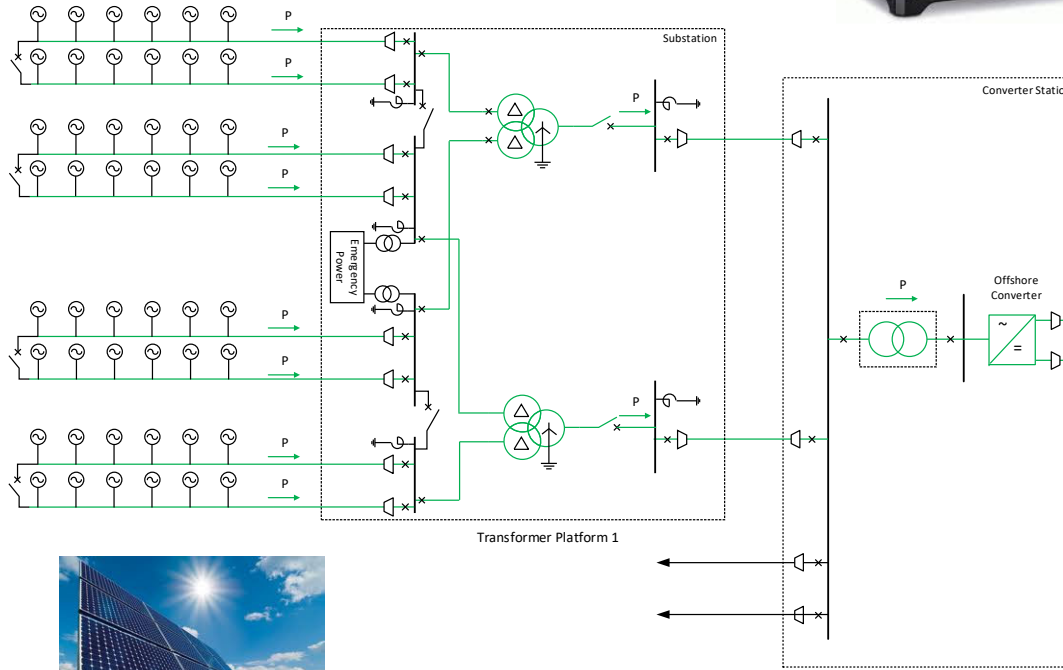 P
Substation
P
P
Converter Statio
P
P
P
Emergency
Power
P
Offshore
Converter
P
~
=
P
P
P
P
Transformer Platform 1